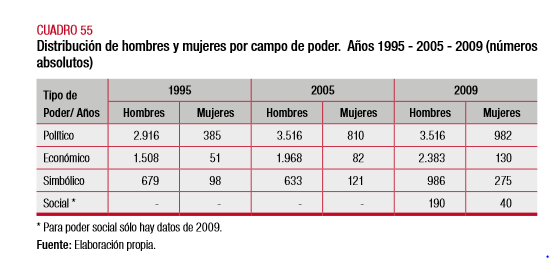 CUADRO 55
Distribución de hombres y mujeres por campo de poder. Años 1995 - 2005 - 2009 (números
absolutos)
Tipo de Poder/ Años 1995 2005 2009
Hombres Mujeres Hombres Mujeres Hombres Mujeres
Político 2.916 385 3.516 810 3.516 982
Económico 1.508 51 1.968 82 2.383 130
Simbólico 679 98 633 121 986 275
Social * - - - - 190 40
* Para poder social sólo hay datos de 2009.
Fuente: Elaboración propia.